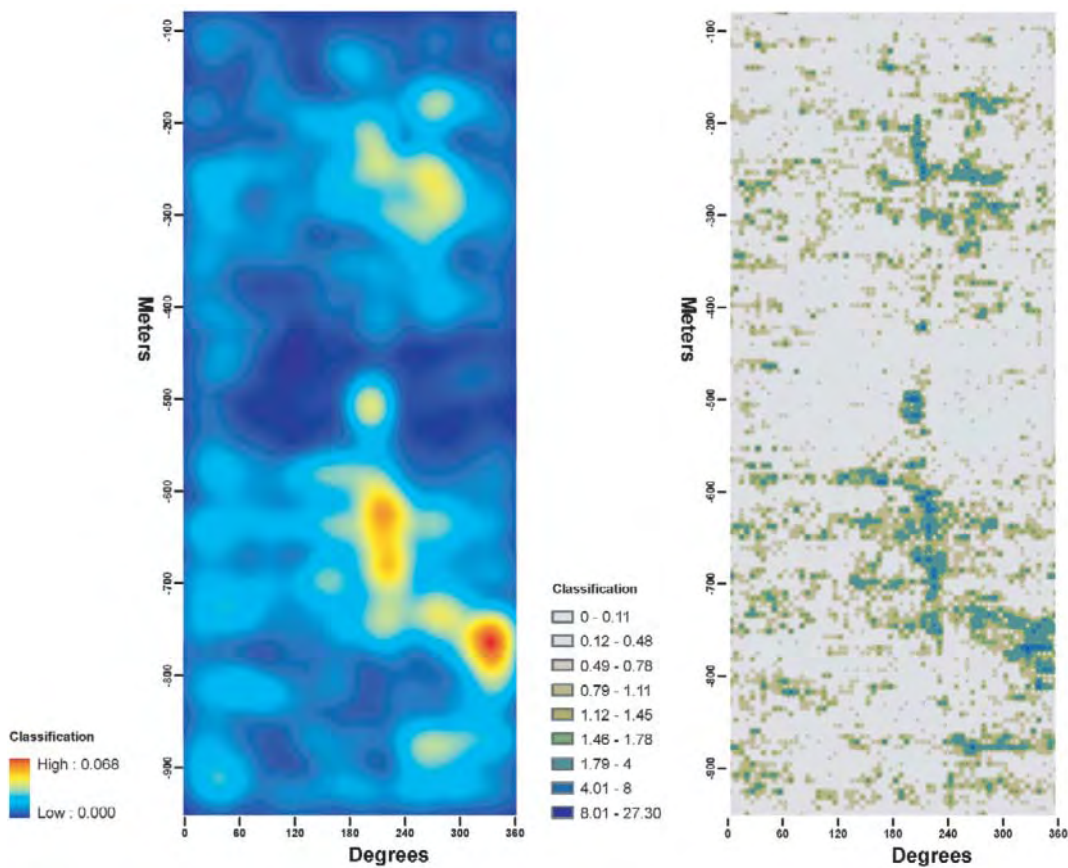 -100
-200
-300
-400
-500
-600
-700
-800
-900
Meters
0 60 120 180 240 300 360
Degrees
Classification
High : 0.068
Low : 0.000
-100
-200
-300
-400
-500
-600
-700
-800
-900
Meters
0 60 120 180 240 300 360
Degrees
Classification
0 - 0.11
0.12 - 0.48
0.49 - 0.78
0.79 - 1.11
1.12 - 1.45
1.46 - 1.78
1.79 - 4
4.01 - 8
8.01 - 27.30